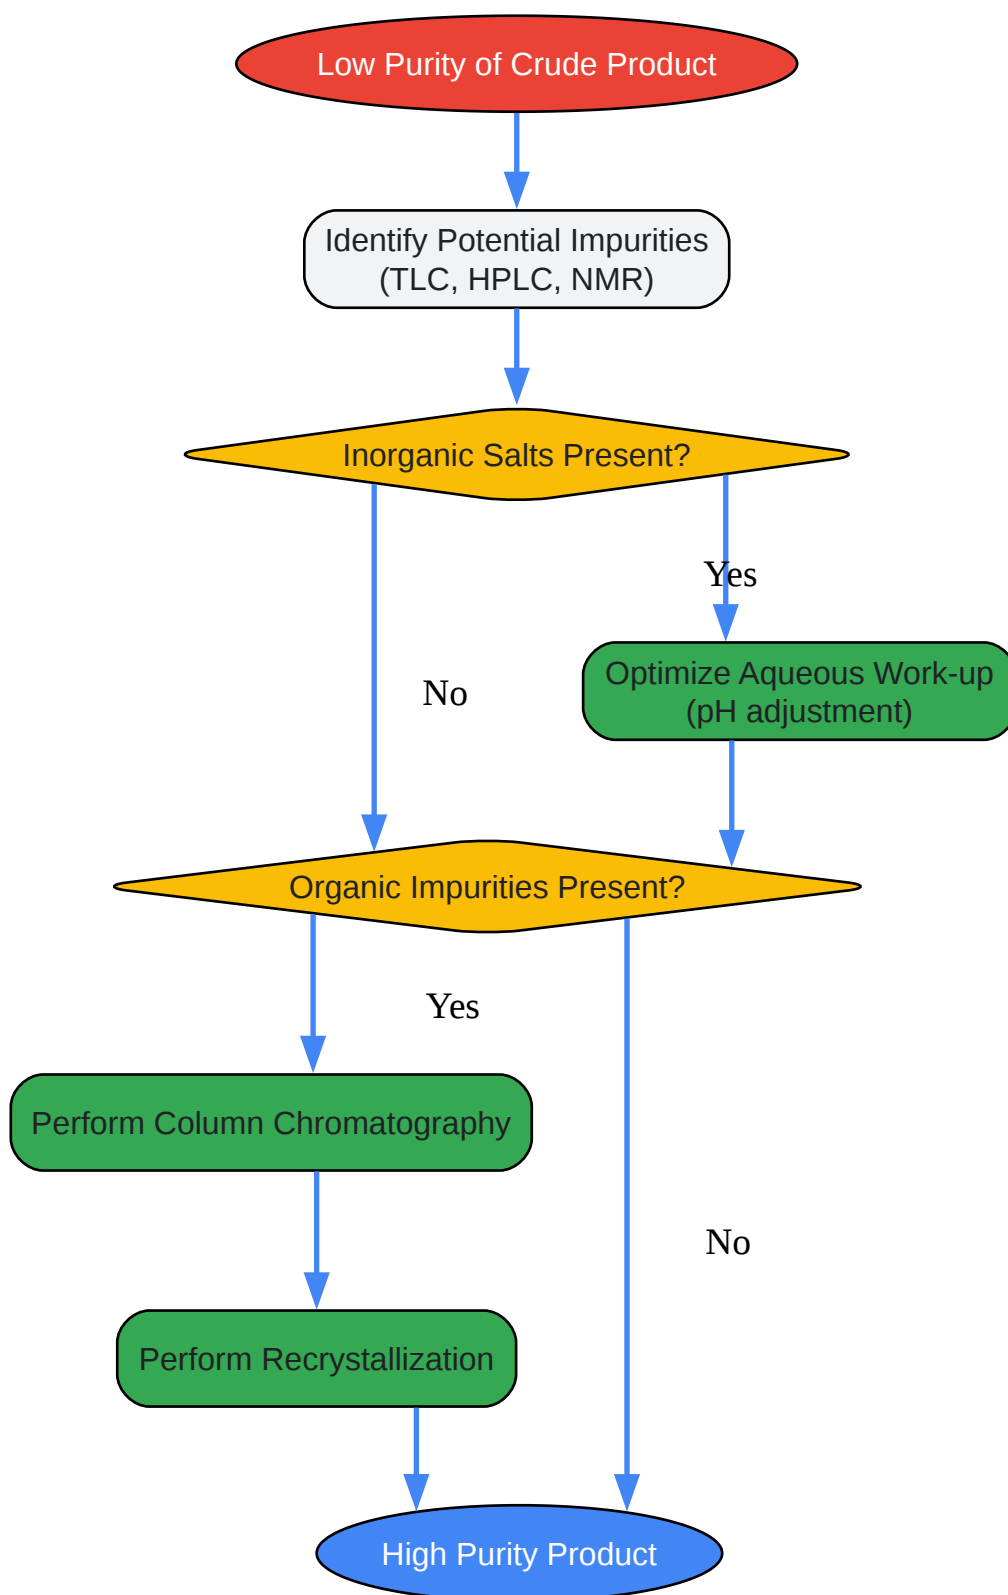 Low Purity of Crude Product
Identify Potential Impurities
(TLC, HPLC, NMR)
Inorganic Salts Present?
Yes
Optimize Aqueous Work-up
(pH adjustment)
No
Organic Impurities Present?
Yes
Perform Column Chromatography
No
Perform Recrystallization
High Purity Product